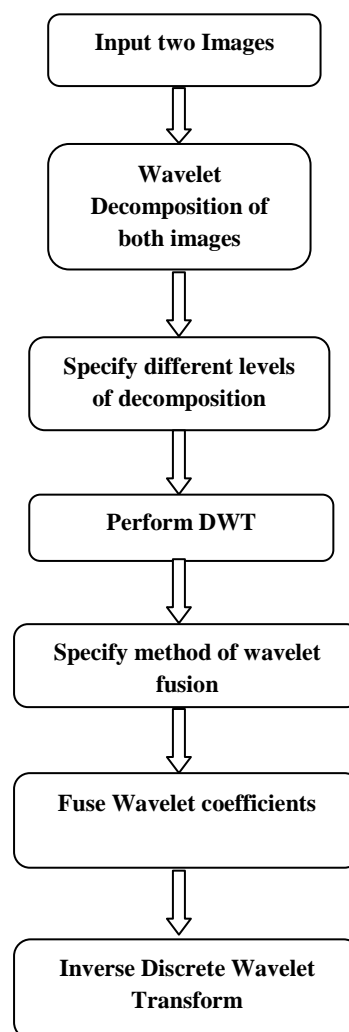 Input two Images
Wavelet
Decomposition of
both images
Specify different levels
of decomposition
Perform DWT
Specify method of wavelet
fusion
Fuse Wavelet coefficients
Inverse Discrete Wavelet
Transform